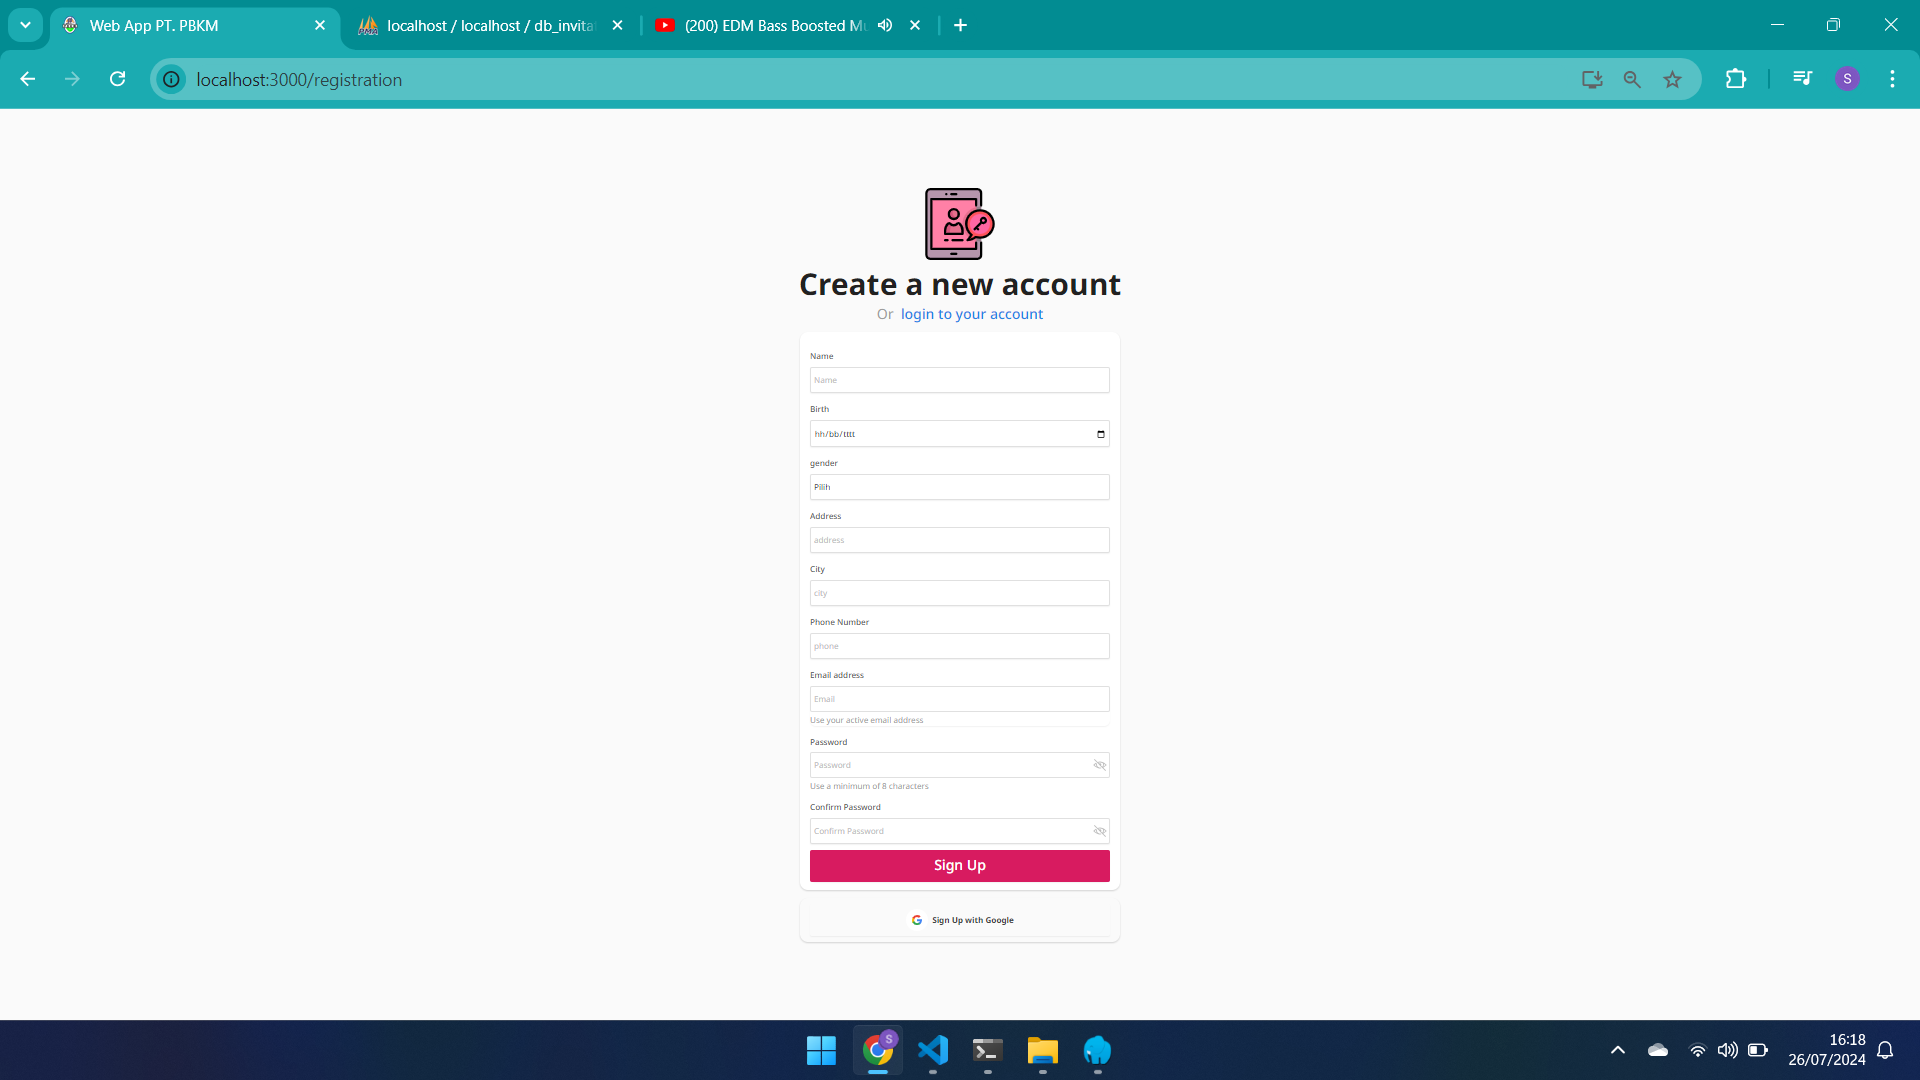 Web App PT. PBKM
localhost / localhost / db_invita
(200) EDM Bass Boosted Mu
localhost:3000/registration
S
Create a new account
Or login to your account
Name
Name
Birth
hh/bb/tttt
gender
Pilih
Address
address
City
city
Phone Number
phone
Email address
Email
Use your active email address
Password
Password
Use a minimum of 8 characters
Confirm Password
Confirm Password
Sign Up
Sign Up with Google
S
16:18
26/07/2024